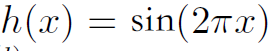 h(x) = sin(2πx)